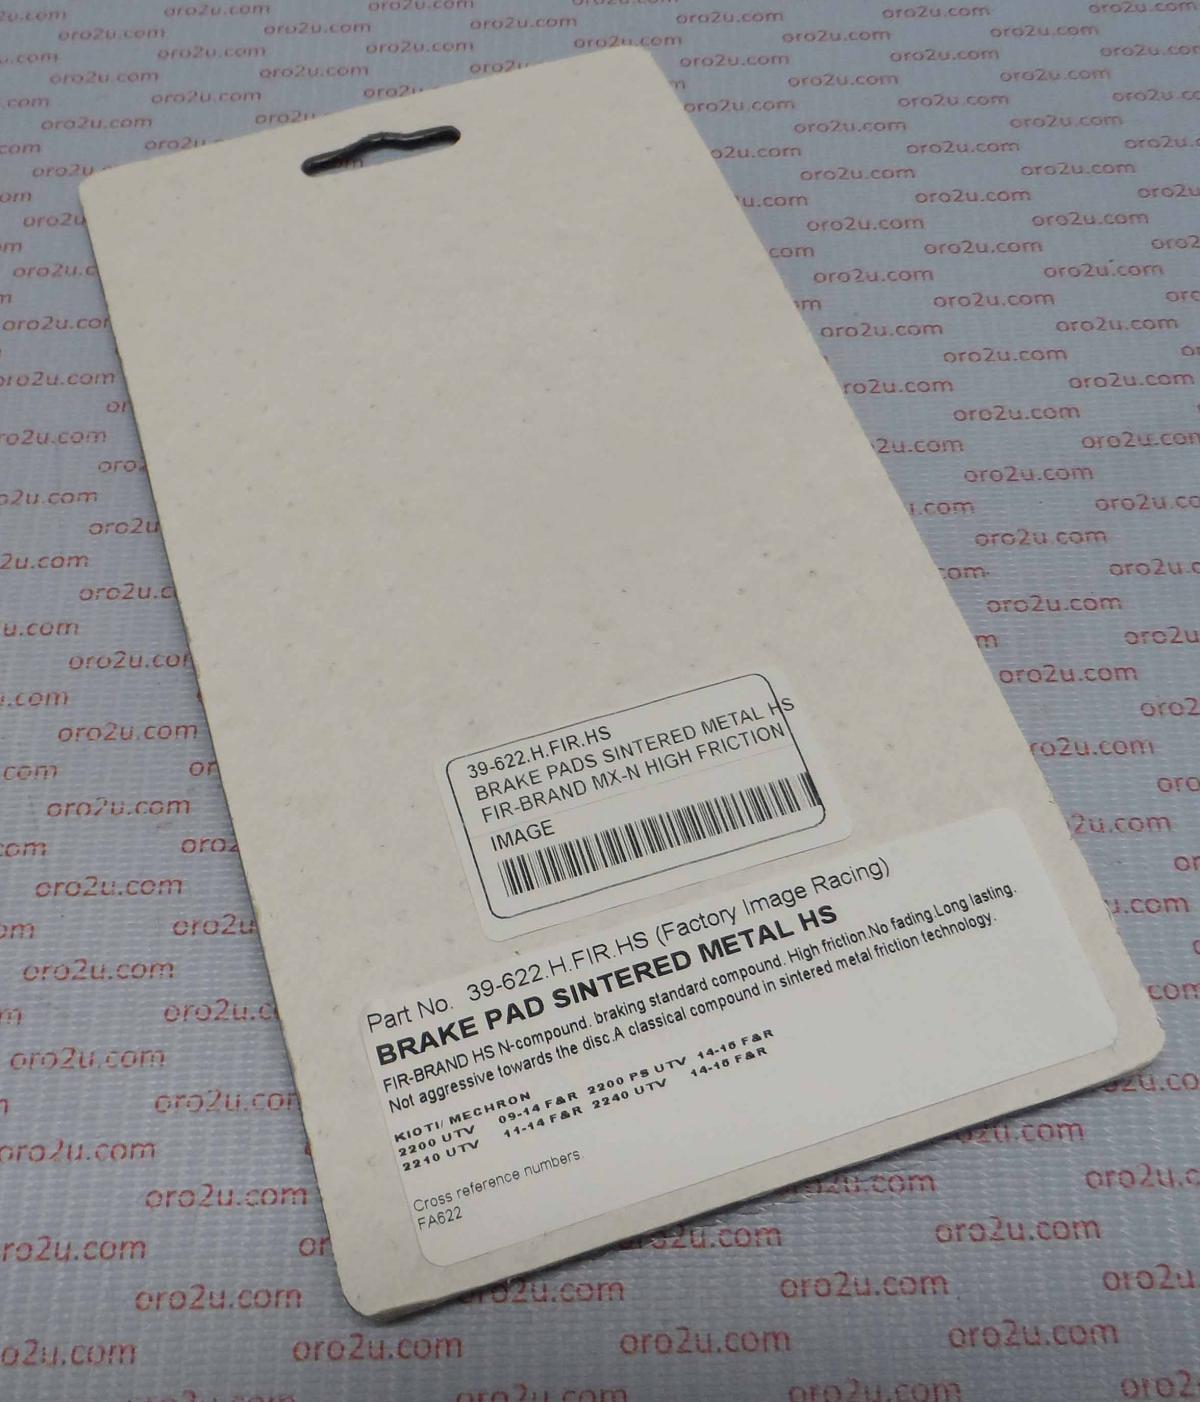 39-622.H.FIR.HS
BRAKE PADS SINTERED METAL HS
FIR-BRAND MX-N HIGH FRICTION
IMAGE
Part No. 39-622.H.FIR.HS (Factory Image Racing)
BRAKE PAD SINTERED METAL HS
FIR-BRAND HS N-compound. braking standard compound. High friction.No fading.Long lasting.
Not aggressive towards the disc.A classical compound in sintered metal friction technology.
KIOTI/ MECHRON
2200 UTV 09-14 F&R 2200 PS UTV 14-16 F&R
2210 UTV 11-14 F&R 2240 UTV 14-16 F&R
Cross reference numbers.
FA622
oro2u.com